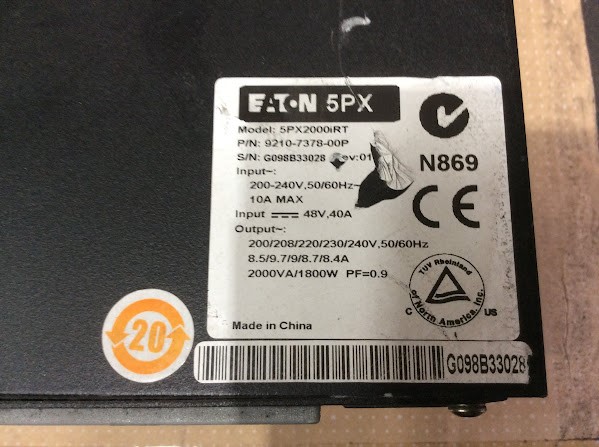 EATON 5PX
Model: 5PX2000iRT
P/N: 9210-7378-00P
S/N: G098B33028 Rev:01
N869
Input~:
200-240V,50/60Hz~
10A MAX
CE
Input ⎓ 48V,40A
Output~:
200/208/220/230/240V,50/60Hz
8.5/9.7/9/8.7/8.4A
2000VA/1800W PF=0.9
TUV Rheinland
of North America, Inc.
C US
20
Made in China
G098B33028